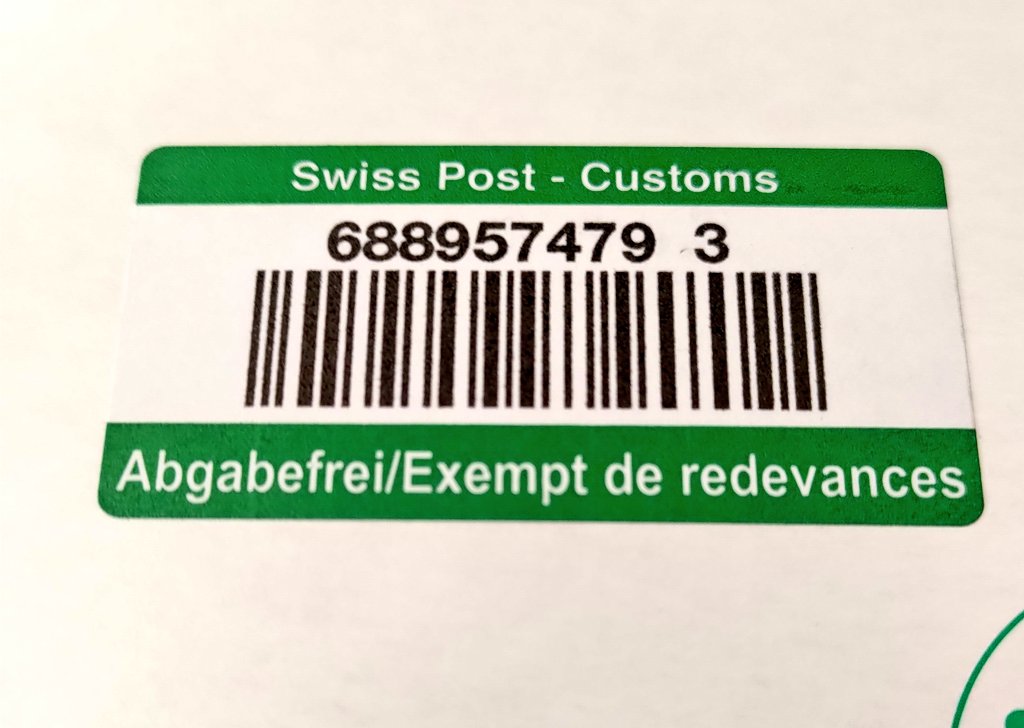 Swiss Post - Customs
688957479 3
Abgabefrei/Exempt de redevances